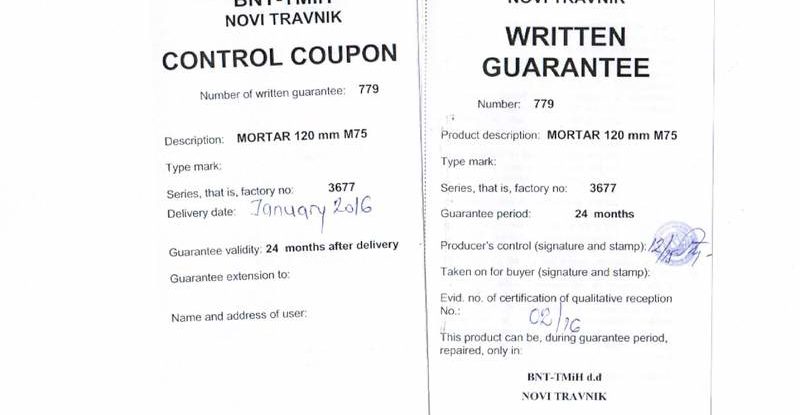 BNT-TMiH
NOVI TRAVNIK
CONTROL COUPON
Number of written guarantee: 779
Description: MORTAR 120 mm M75
Type mark:
Series, that is, factory no: 3677
Delivery date: January 2016
Guarantee validity: 24 months after delivery
Guarantee extension to:
Name and address of user:
NOVI TRAVNIK
WRITTEN
GUARANTEE
Number: 779
Product description: MORTAR 120 mm M75
Type mark:
Series, that is, factory no: 3677
Guarantee period: 24 months
Producer's control (signature and stamp):
Taken on for buyer (signature and stamp):
Evid. no. of certification of qualitative reception
No.: 02/16
This product can be, during guarantee period,
repaired, only in:
BNT-TMiH d.d
NOVI TRAVNIK